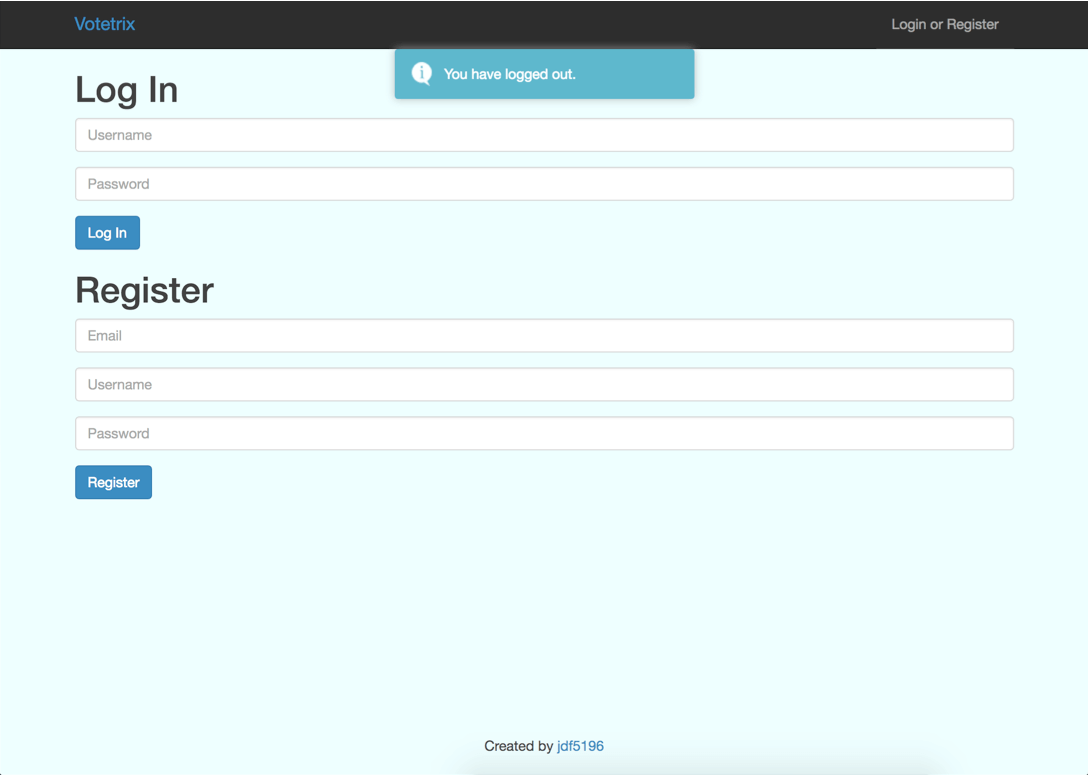 Votetrix
Login or Register
You have logged out.
Log In
Username
Password
Log In
Register
Email
Username
Password
Register
Created by jdf5196